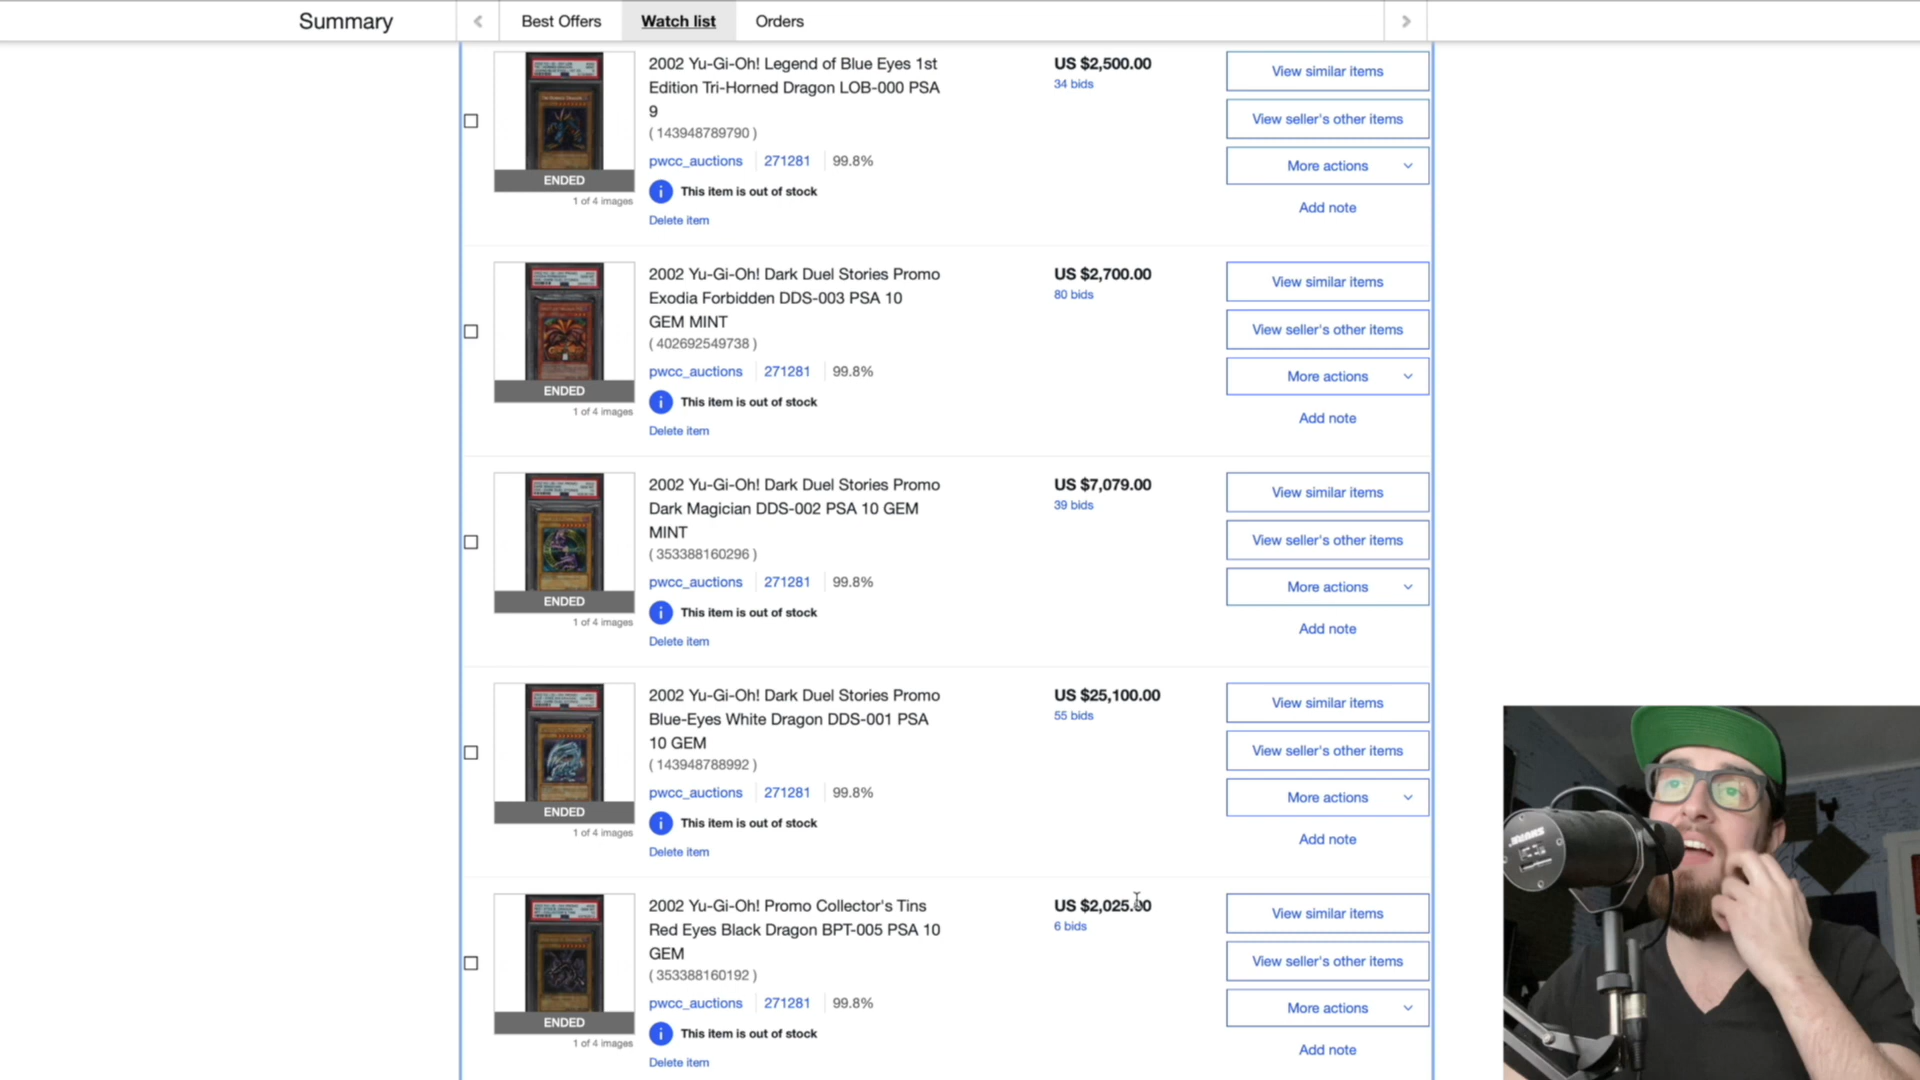 Summary
Best Offers
Watch list
Orders
2002 Yu-Gi-Oh! Legend of Blue Eyes 1st
Edition Tri-Horned Dragon LOB-000 PSA
9
( 143948789790 )
pwcc_auctions 271281 99.8%
This item is out of stock
Delete item
ENDED
1 of 4 images
US $2,500.00
34 bids
View similar items
View seller's other items
More actions
Add note
2002 Yu-Gi-Oh! Dark Duel Stories Promo
Exodia Forbidden DDS-003 PSA 10
GEM MINT
( 402692549738 )
pwcc_auctions 271281 99.8%
This item is out of stock
Delete item
ENDED
1 of 4 images
US $2,700.00
80 bids
View similar items
View seller's other items
More actions
Add note
2002 Yu-Gi-Oh! Dark Duel Stories Promo
Dark Magician DDS-002 PSA 10 GEM
MINT
( 353388160296 )
pwcc_auctions 271281 99.8%
This item is out of stock
Delete item
ENDED
1 of 4 images
US $7,079.00
39 bids
View similar items
View seller's other items
More actions
Add note
2002 Yu-Gi-Oh! Dark Duel Stories Promo
Blue-Eyes White Dragon DDS-001 PSA
10 GEM
( 143948788992 )
pwcc_auctions 271281 99.8%
This item is out of stock
Delete item
ENDED
1 of 4 images
US $25,100.00
55 bids
View similar items
View seller's other items
More actions
Add note
2002 Yu-Gi-Oh! Promo Collector's Tins
Red Eyes Black Dragon BPT-005 PSA 10
GEM
( 353388160192 )
pwcc_auctions 271281 99.8%
This item is out of stock
Delete item
ENDED
1 of 4 images
US $2,025.00
6 bids
View similar items
View seller's other items
More actions
Add note